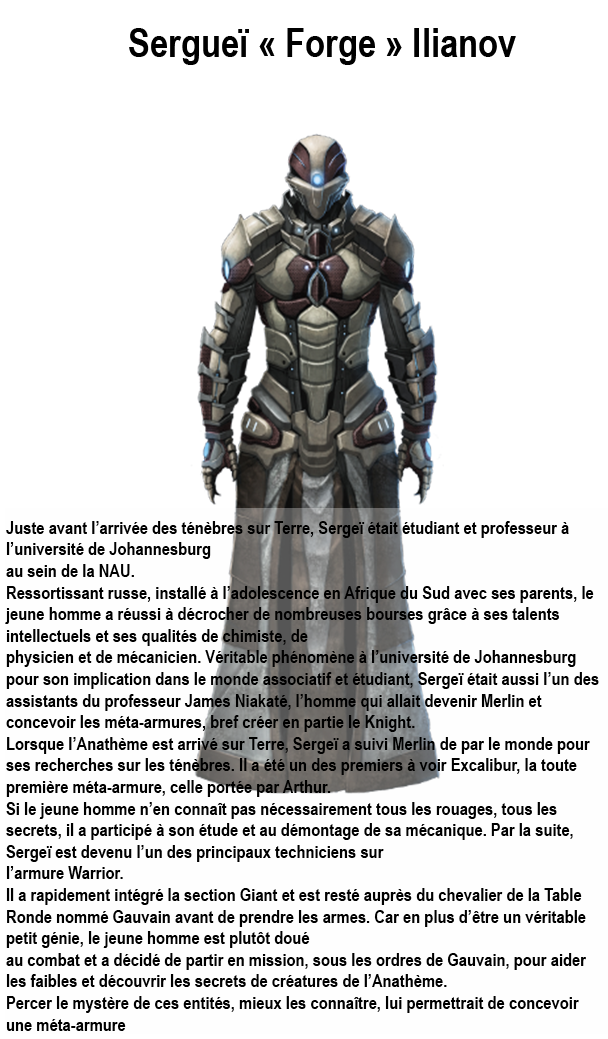 Sergueï « Forge » Ilianov
Juste avant l’arrivée des ténèbres sur Terre, Sergeï était étudiant et professeur à
l’université de Johannesburg
au sein de la NAU.
Ressortissant russe, installé à l’adolescence en Afrique du Sud avec ses parents, le
jeune homme a réussi à décrocher de nombreuses bourses grâce à ses talents
intellectuels et ses qualités de chimiste, de
physicien et de mécanicien. Véritable phénomène à l’université de Johannesburg
pour son implication dans le monde associatif et étudiant, Sergeï était aussi l’un des
assistants du professeur James Niakaté, l’homme qui allait devenir Merlin et
concevoir les méta-armures, bref créer en partie le Knight.
Lorsque l’Anathème est arrivé sur Terre, Sergeï a suivi Merlin de par le monde pour
ses recherches sur les ténèbres. Il a été un des premiers à voir Excalibur, la toute
première méta-armure, celle portée par Arthur.
Si le jeune homme n’en connaît pas nécessairement tous les rouages, tous les
secrets, il a participé à son étude et au démontage de sa mécanique. Par la suite,
Sergeï est devenu l’un des principaux techniciens sur
l’armure Warrior.
Il a rapidement intégré la section Giant et est resté auprès du chevalier de la Table
Ronde nommé Gauvain avant de prendre les armes. Car en plus d’être un véritable
petit génie, le jeune homme est plutôt doué
au combat et a décidé de partir en mission, sous les ordres de Gauvain, pour aider
les faibles et découvrir les secrets de créatures de l’Anathème.
Percer le mystère de ces entités, mieux les connaître, lui permettrait de concevoir
une méta-armure